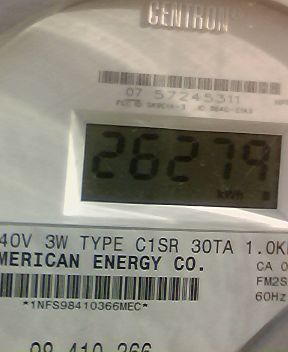 CENTRON
07 57245311
26279
kWh
40V 3W TYPE C1SR 30TA 1.0K
MERICAN ENERGY CO.
CA 0
FM2S
60Hz
*1NFS98410366MEC*
98 410 366